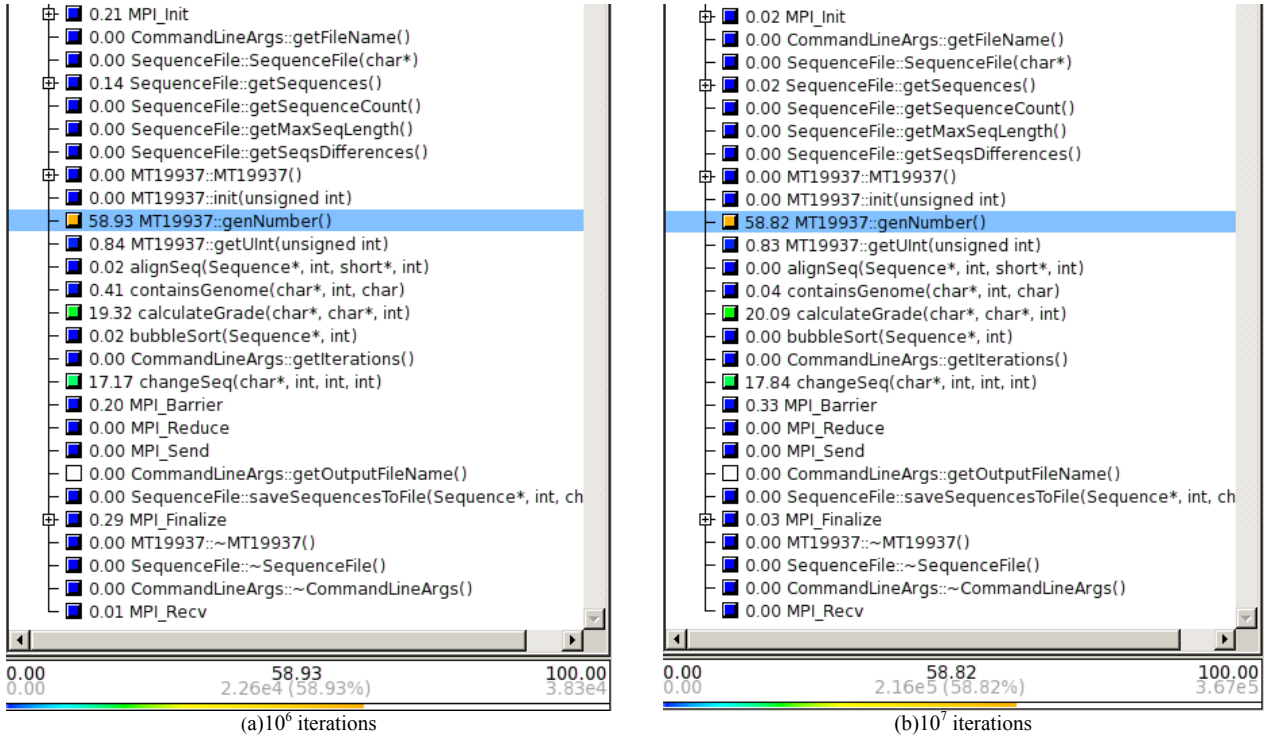 0.21 MPI_Init
0.00 CommandLineArgs::getFileName()
0.00 SequenceFile::SequenceFile(char*)
0.14 SequenceFile::getSequences()
0.00 SequenceFile::getSequenceCount()
0.00 SequenceFile::getMaxSeqLength()
0.00 SequenceFile::getSeqsDifferences()
0.00 MT19937::MT19937()
0.00 MT19937::init(unsigned int)
58.93 MT19937::genNumber()
0.84 MT19937::getUInt(unsigned int)
0.02 alignSeq(Sequence*, int, short*, int)
0.41 containsGenome(char*, int, char)
19.32 calculateGrade(char*, char*, int)
0.02 bubbleSort(Sequence*, int)
0.00 CommandLineArgs::getIterations()
17.17 changeSeq(char*, int, int, int)
0.20 MPI_Barrier
0.00 MPI_Reduce
0.00 MPI_Send
0.00 CommandLineArgs::getOutputFileName()
0.00 SequenceFile::saveSequencesToFile(Sequence*, int, ch
0.29 MPI_Finalize
0.00 MT19937::~MT19937()
0.00 SequenceFile::~SequenceFile()
0.00 CommandLineArgs::~CommandLineArgs()
0.01 MPI_Recv
0.00 58.93 100.00
0.00 2.26e4 (58.93%) 3.83e4
(a)10⁶ iterations
0.02 MPI_Init
0.00 CommandLineArgs::getFileName()
0.00 SequenceFile::SequenceFile(char*)
0.02 SequenceFile::getSequences()
0.00 SequenceFile::getSequenceCount()
0.00 SequenceFile::getMaxSeqLength()
0.00 SequenceFile::getSeqsDifferences()
0.00 MT19937::MT19937()
0.00 MT19937::init(unsigned int)
58.82 MT19937::genNumber()
0.83 MT19937::getUInt(unsigned int)
0.00 alignSeq(Sequence*, int, short*, int)
0.04 containsGenome(char*, int, char)
20.09 calculateGrade(char*, char*, int)
0.00 bubbleSort(Sequence*, int)
0.00 CommandLineArgs::getIterations()
17.84 changeSeq(char*, int, int, int)
0.33 MPI_Barrier
0.00 MPI_Reduce
0.00 MPI_Send
0.00 CommandLineArgs::getOutputFileName()
0.00 SequenceFile::saveSequencesToFile(Sequence*, int, ch
0.03 MPI_Finalize
0.00 MT19937::~MT19937()
0.00 SequenceFile::~SequenceFile()
0.00 CommandLineArgs::~CommandLineArgs()
0.00 MPI_Recv
0.00 58.82 100.00
0.00 2.16e5 (58.82%) 3.67e5
(b)10⁷ iterations